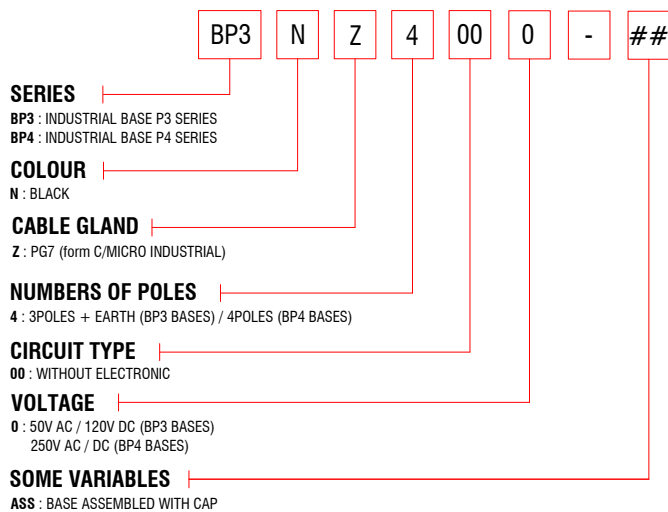 BP3 N Z 4 00 0 - ##
SERIES
BP3 : INDUSTRIAL BASE P3 SERIES
BP4 : INDUSTRIAL BASE P4 SERIES
COLOUR
N : BLACK
CABLE GLAND
Z : PG7 (form C/MICRO INDUSTRIAL)
NUMBERS OF POLES
4 : 3POLES + EARTH (BP3 BASES) / 4POLES (BP4 BASES)
CIRCUIT TYPE
00 : WITHOUT ELECTRONIC
VOLTAGE
0 : 50V AC / 120V DC (BP3 BASES)
250V AC / DC (BP4 BASES)
SOME VARIABLES
ASS : BASE ASSEMBLED WITH CAP